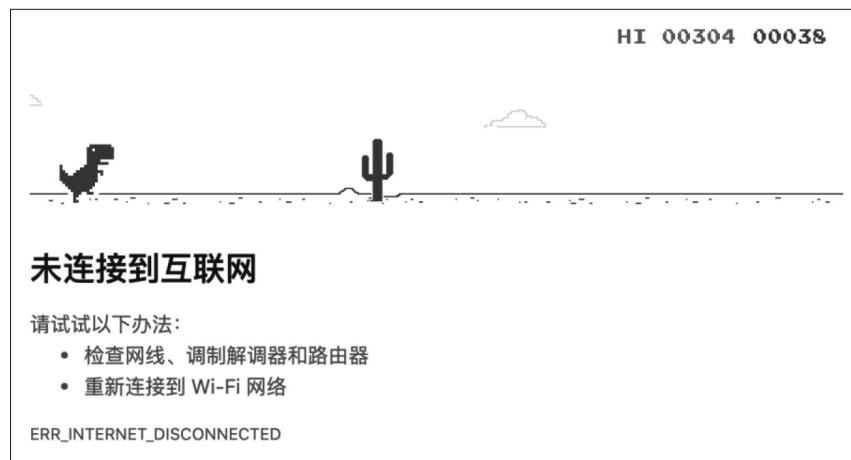 HI 00304 00038
未连接到互联网
请试试以下办法：
• 检查网线、调制解调器和路由器
• 重新连接到 Wi-Fi 网络
ERR_INTERNET_DISCONNECTED